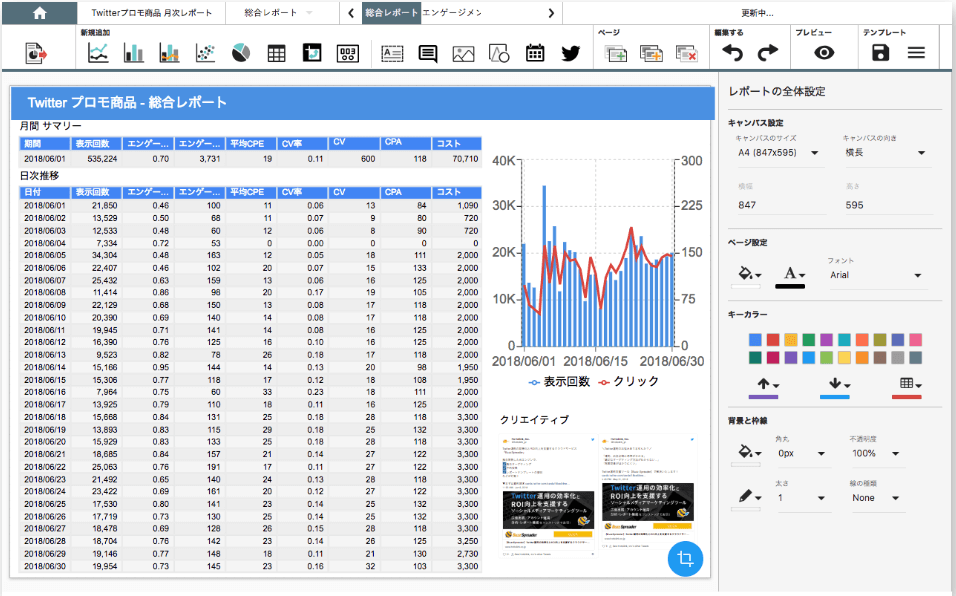 Twitterプロモ商品 月次レポート
総合レポート
総合レポート
エンゲージメン
更新中...
新規追加
ページ
編集する
プレビュー
テンプレート
Twitter プロモ商品 - 総合レポート
月間 サマリー
期間 表示回数 エンゲー... エンゲー... 平均CPE CV率 CV CPA コスト
2018/06/01 535,224 0.70 3,731 19 0.11 600 118 70,710
日次推移
日付 表示回数 エンゲー... エンゲー... 平均CPE CV率 CV CPA コスト
2018/06/01 21,850 0.46 100 11 0.06 13 84 1,090
2018/06/02 13,529 0.50 68 11 0.07 9 80 720
2018/06/03 12,533 0.48 60 12 0.06 8 90 720
2018/06/04 7,334 0.72 53 0 0.00 0 0 0
2018/06/05 34,304 0.48 163 12 0.05 18 111 2,000
2018/06/06 22,407 0.46 102 20 0.07 15 133 2,000
2018/06/07 25,432 0.63 159 13 0.06 16 125 2,000
2018/06/08 11,414 0.86 98 20 0.17 19 105 2,000
2018/06/09 22,129 0.68 150 13 0.08 17 118 2,000
2018/06/10 20,390 0.69 140 14 0.08 17 118 2,000
2018/06/11 19,945 0.71 141 14 0.08 16 125 2,000
2018/06/12 16,390 0.76 125 16 0.10 16 125 2,000
2018/06/13 9,523 0.82 78 26 0.18 17 118 2,000
2018/06/14 15,166 0.95 144 14 0.13 20 98 1,950
2018/06/15 15,306 0.77 118 17 0.12 18 108 1,950
2018/06/16 7,964 0.75 60 33 0.23 18 111 2,000
2018/06/17 13,925 0.79 110 18 0.11 16 125 2,000
2018/06/18 15,668 0.84 131 25 0.18 28 118 3,300
2018/06/19 13,893 0.83 115 29 0.18 25 132 3,300
2018/06/20 15,929 0.83 133 25 0.18 28 118 3,300
2018/06/21 18,685 0.84 157 21 0.14 27 122 3,300
2018/06/22 25,063 0.76 191 17 0.11 27 122 3,300
2018/06/23 21,492 0.65 140 24 0.13 28 118 3,300
2018/06/24 23,422 0.69 161 20 0.12 27 122 3,300
2018/06/25 17,530 0.80 141 23 0.14 25 132 3,300
2018/06/26 17,719 0.73 130 25 0.14 25 132 3,300
2018/06/27 18,478 0.69 128 26 0.15 28 118 3,300
2018/06/28 18,704 0.76 142 23 0.14 26 125 3,250
2018/06/29 19,146 0.77 148 18 0.11 21 130 2,730
2018/06/30 19,954 0.73 145 23 0.16 32 103 3,300
40K 300
30K 225
20K 150
10K 75
0 0
2018/06/01 2018/06/15 2018/06/30
表示回数 クリック
クリエイティブ
Twitter運用の効率化と
ROI向上を支援する
ソーシャルメディアマーケティングツール
Twitter運用の効率化と
ROI向上を支援する
ソーシャルメディアマーケティングツール
レポートの全体設定
キャンバス設定
キャンバスのサイズ キャンバスの向き
A4 (847x595) 横長
横幅 高さ
847 595
ページ設定
フォント
A Arial
キーカラー
背景と枠線
角丸 不透明度
0px 100%
太さ 線の種類
1 None